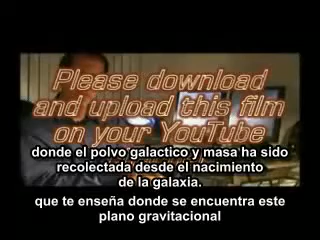 Please download
and upload this film
on your YouTube
donde el polvo galactico y masa ha sido
recolectada desde el nacimiento
de la galaxia.
que te enseña donde se encuentra este
plano gravitacional